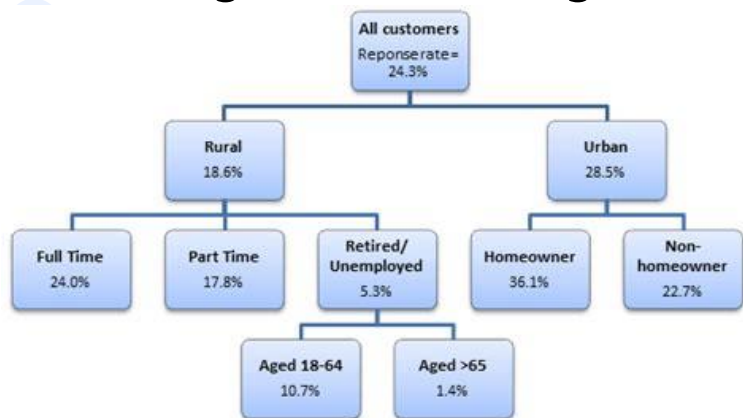 All customers
Reponserate=
24.3%
Rural
18.6%
Urban
28.5%
Full Time
24.0%
Part Time
17.8%
Retired/
Unemployed
5.3%
Homeowner
36.1%
Non-
homeowner
22.7%
Aged 18-64
10.7%
Aged >65
1.4%